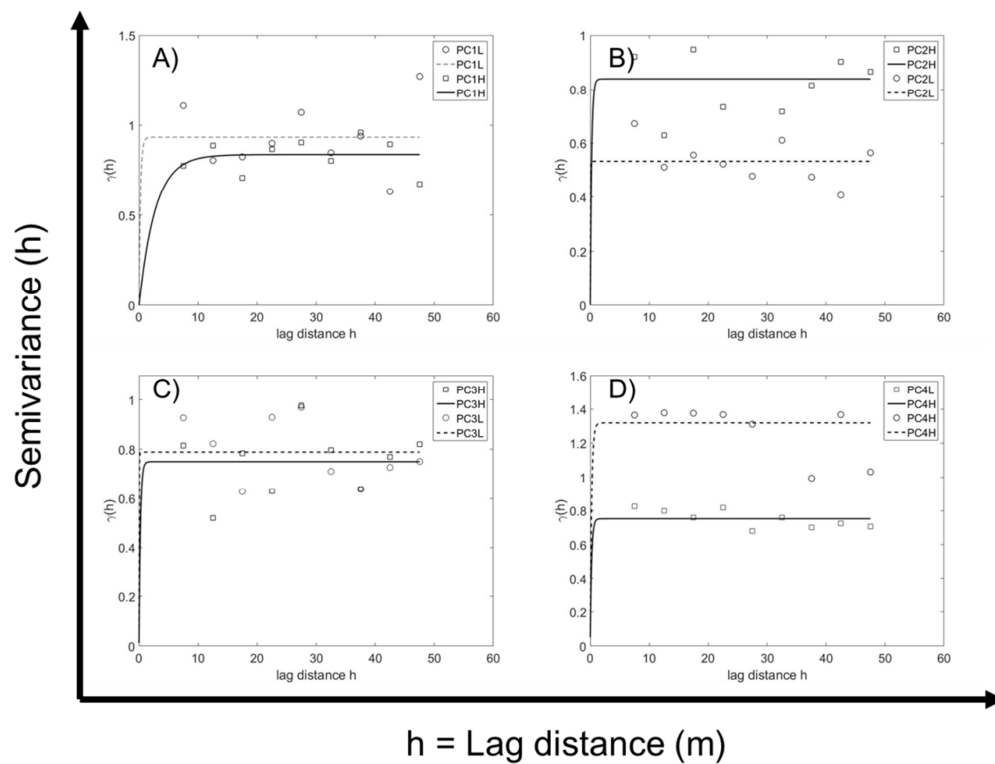 Semivariance (h)
A)
PC1L
PC1L
PC1H
PC1H
1.5
1
0.5
0
γ(h)
0 10 20 30 40 50 60
lag distance h
B)
PC2H
PC2H
PC2L
PC2L
1
0.8
0.6
0.4
0.2
0
γ(h)
0 10 20 30 40 50 60
lag distance h
C)
PC3H
PC3H
PC3L
PC3L
1
0.8
0.6
0.4
0.2
0
γ(h)
0 10 20 30 40 50 60
lag distance h
D)
PC4L
PC4H
PC4H
PC4H
1.6
1.4
1.2
1
0.8
0.6
0.4
0.2
0
γ(h)
0 10 20 30 40 50 60
lag distance h
h = Lag distance (m)